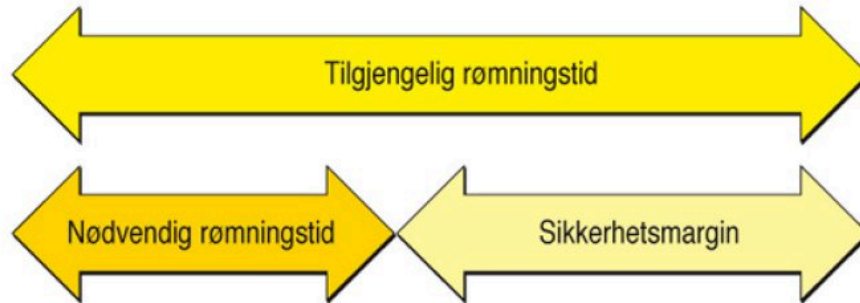 Tilgjengelig rømningstid
Nødvendig rømningstid
Sikkerhetsmargin